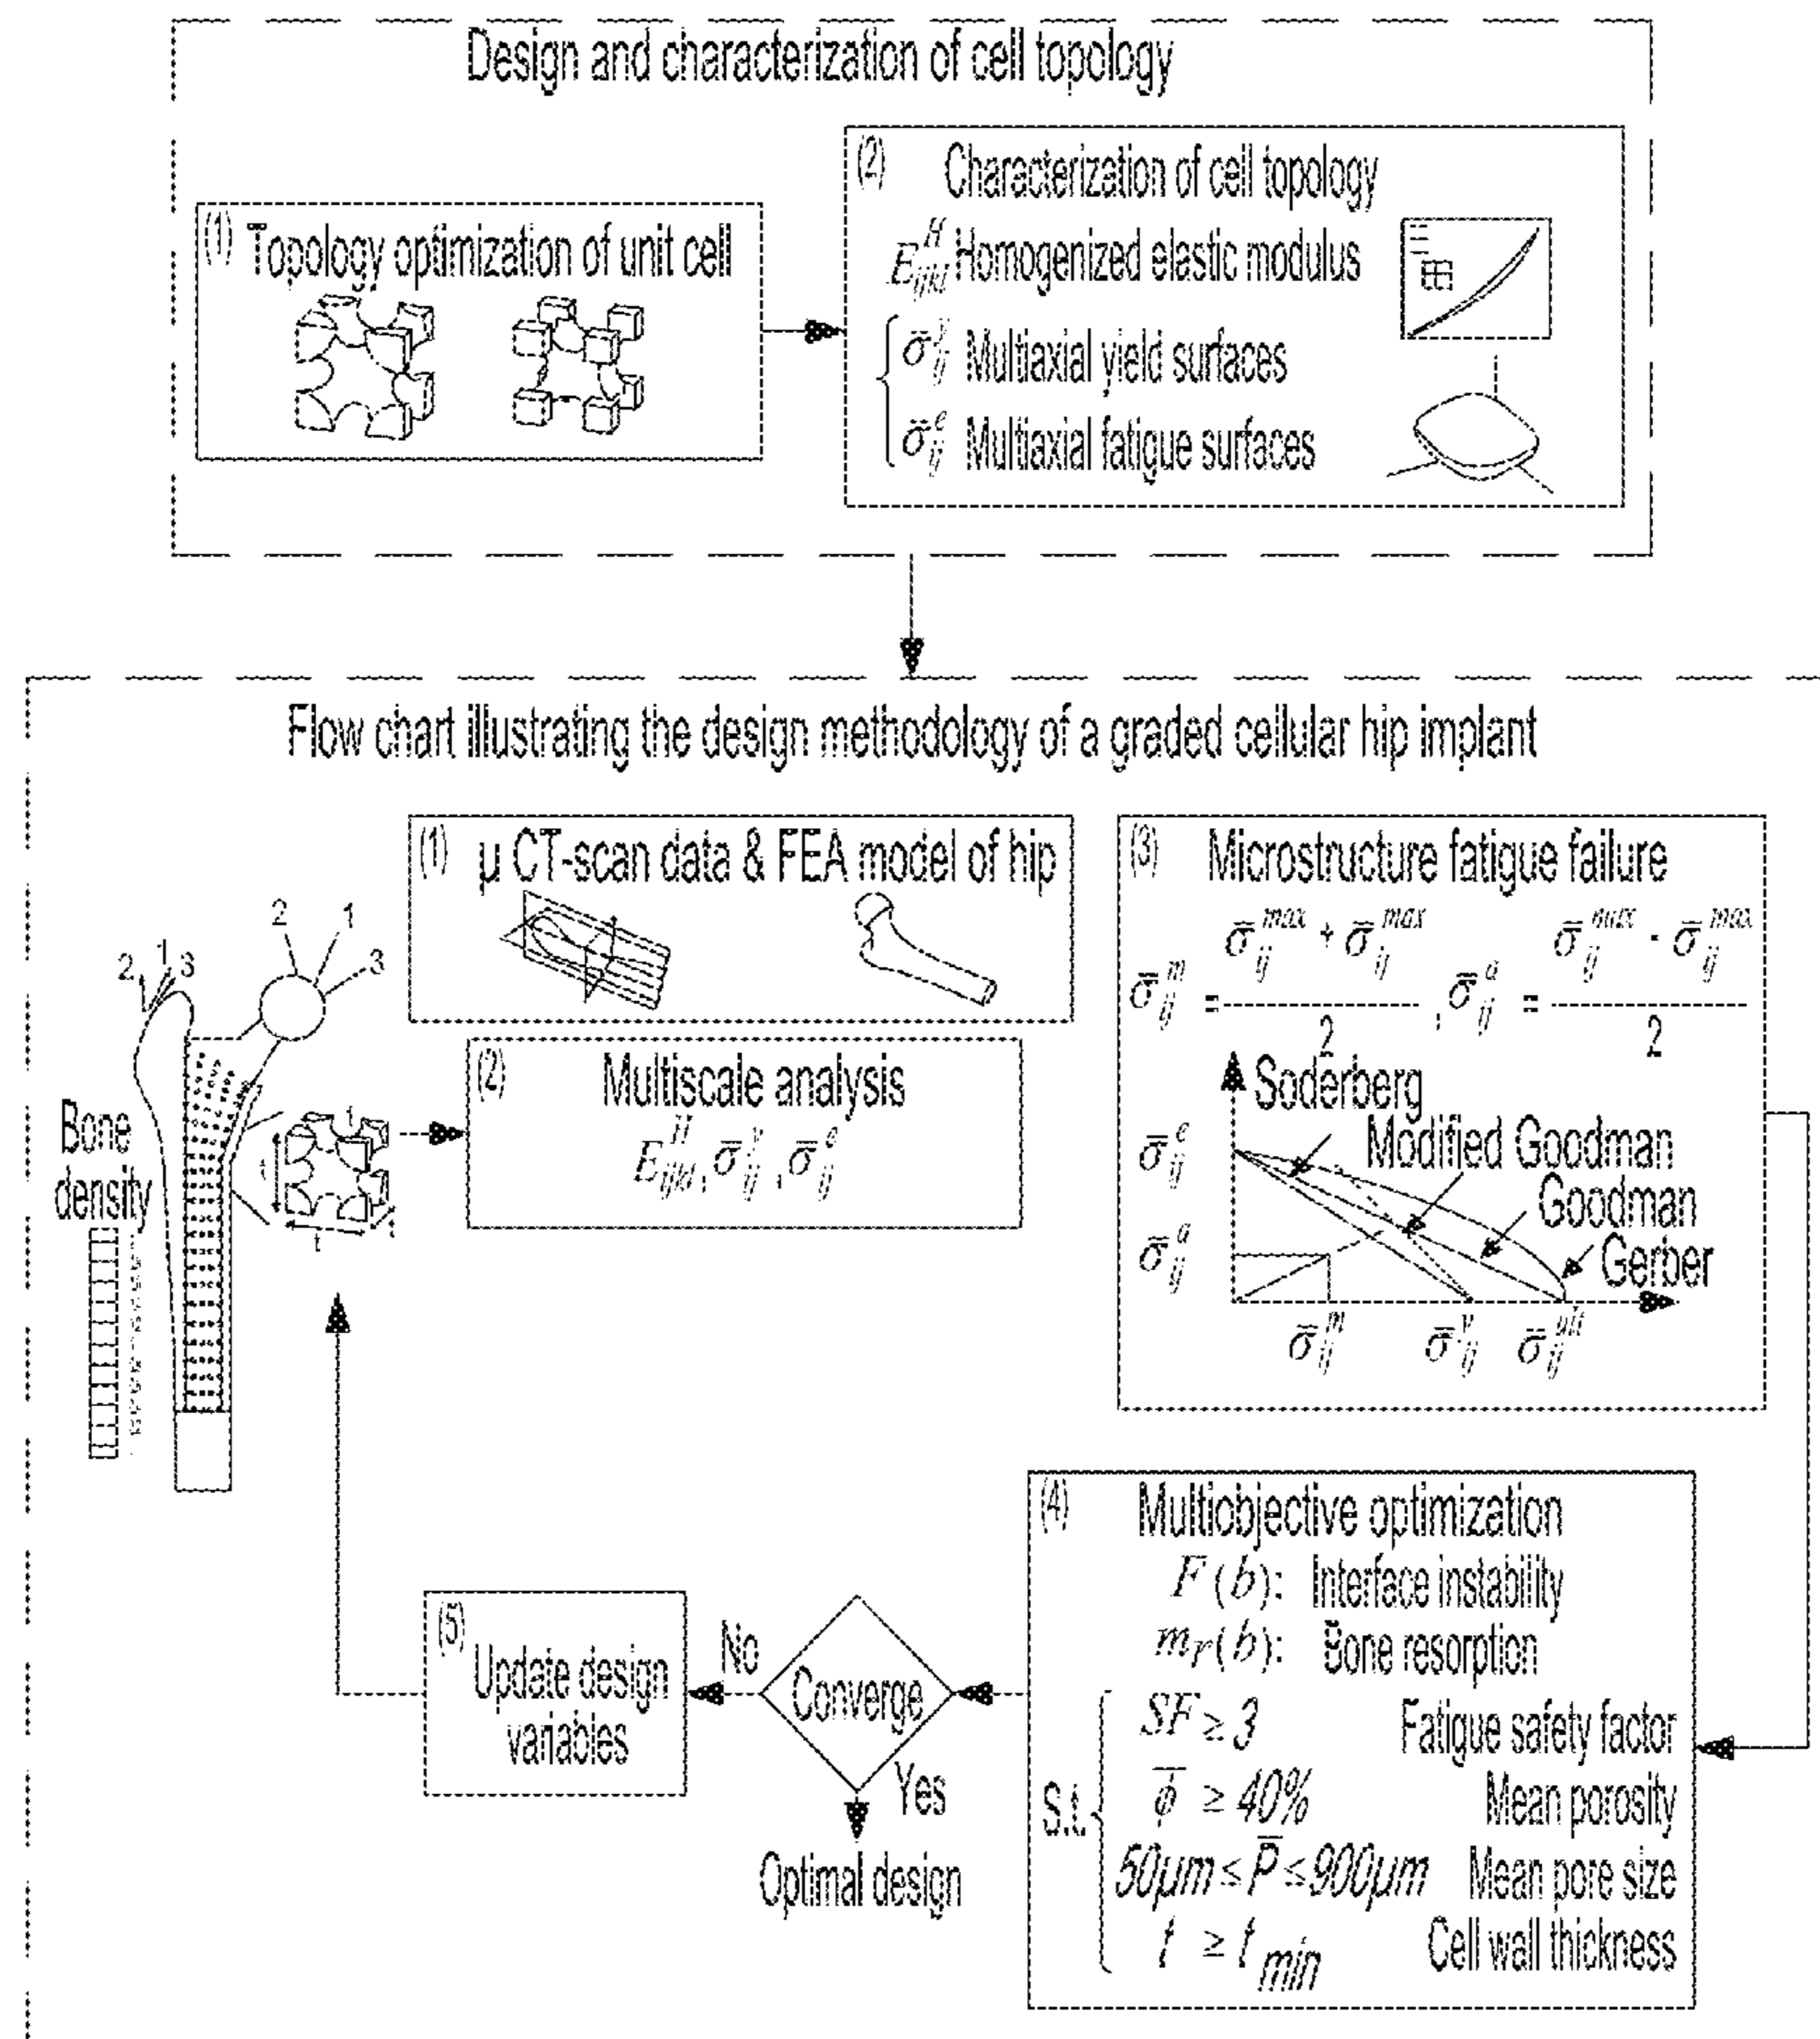 Design and characterization of cell topology
(1) Topology optimization of unit cell
(2) Characterization of cell topology
E^H_ijkl Homogenized elastic modulus
σ̄^y_ij Multiaxial yield surfaces
σ̄^e_ij Multiaxial fatigue surfaces
Flow chart illustrating the design methodology of a graded cellular hip implant
(1) μ CT-scan data & FEA model of hip
2 1 3
2 1 3
Bone
density
t t
t t
(2) Multiscale analysis
E^H_ijkl, σ̄^y_ij, σ̄^e_ij
(3) Microstructure fatigue failure
σ̄^m_ij = (σ̄^max_ij + σ̄^max_ij) / 2, σ̄^a_ij = (σ̄^max_ij - σ̄^max_ij) / 2
Soderberg
Modified Goodman
Goodman
Gerber
σ̄^e_ij
σ̄^a_ij
σ̄^m_ij σ̄^y_ij σ̄^ult_ij
(4) Multiobjective optimization
F(b): Interface instability
m_r(b): Bone resorption
s.t.
SF ≥ 3 Fatigue safety factor
φ̄ ≥ 40% Mean porosity
50μm ≤ P̄ ≤ 900μm Mean pore size
t ≥ t_min Cell wall thickness
Converge
No
Yes
Optimal design
(5) Update design
variables